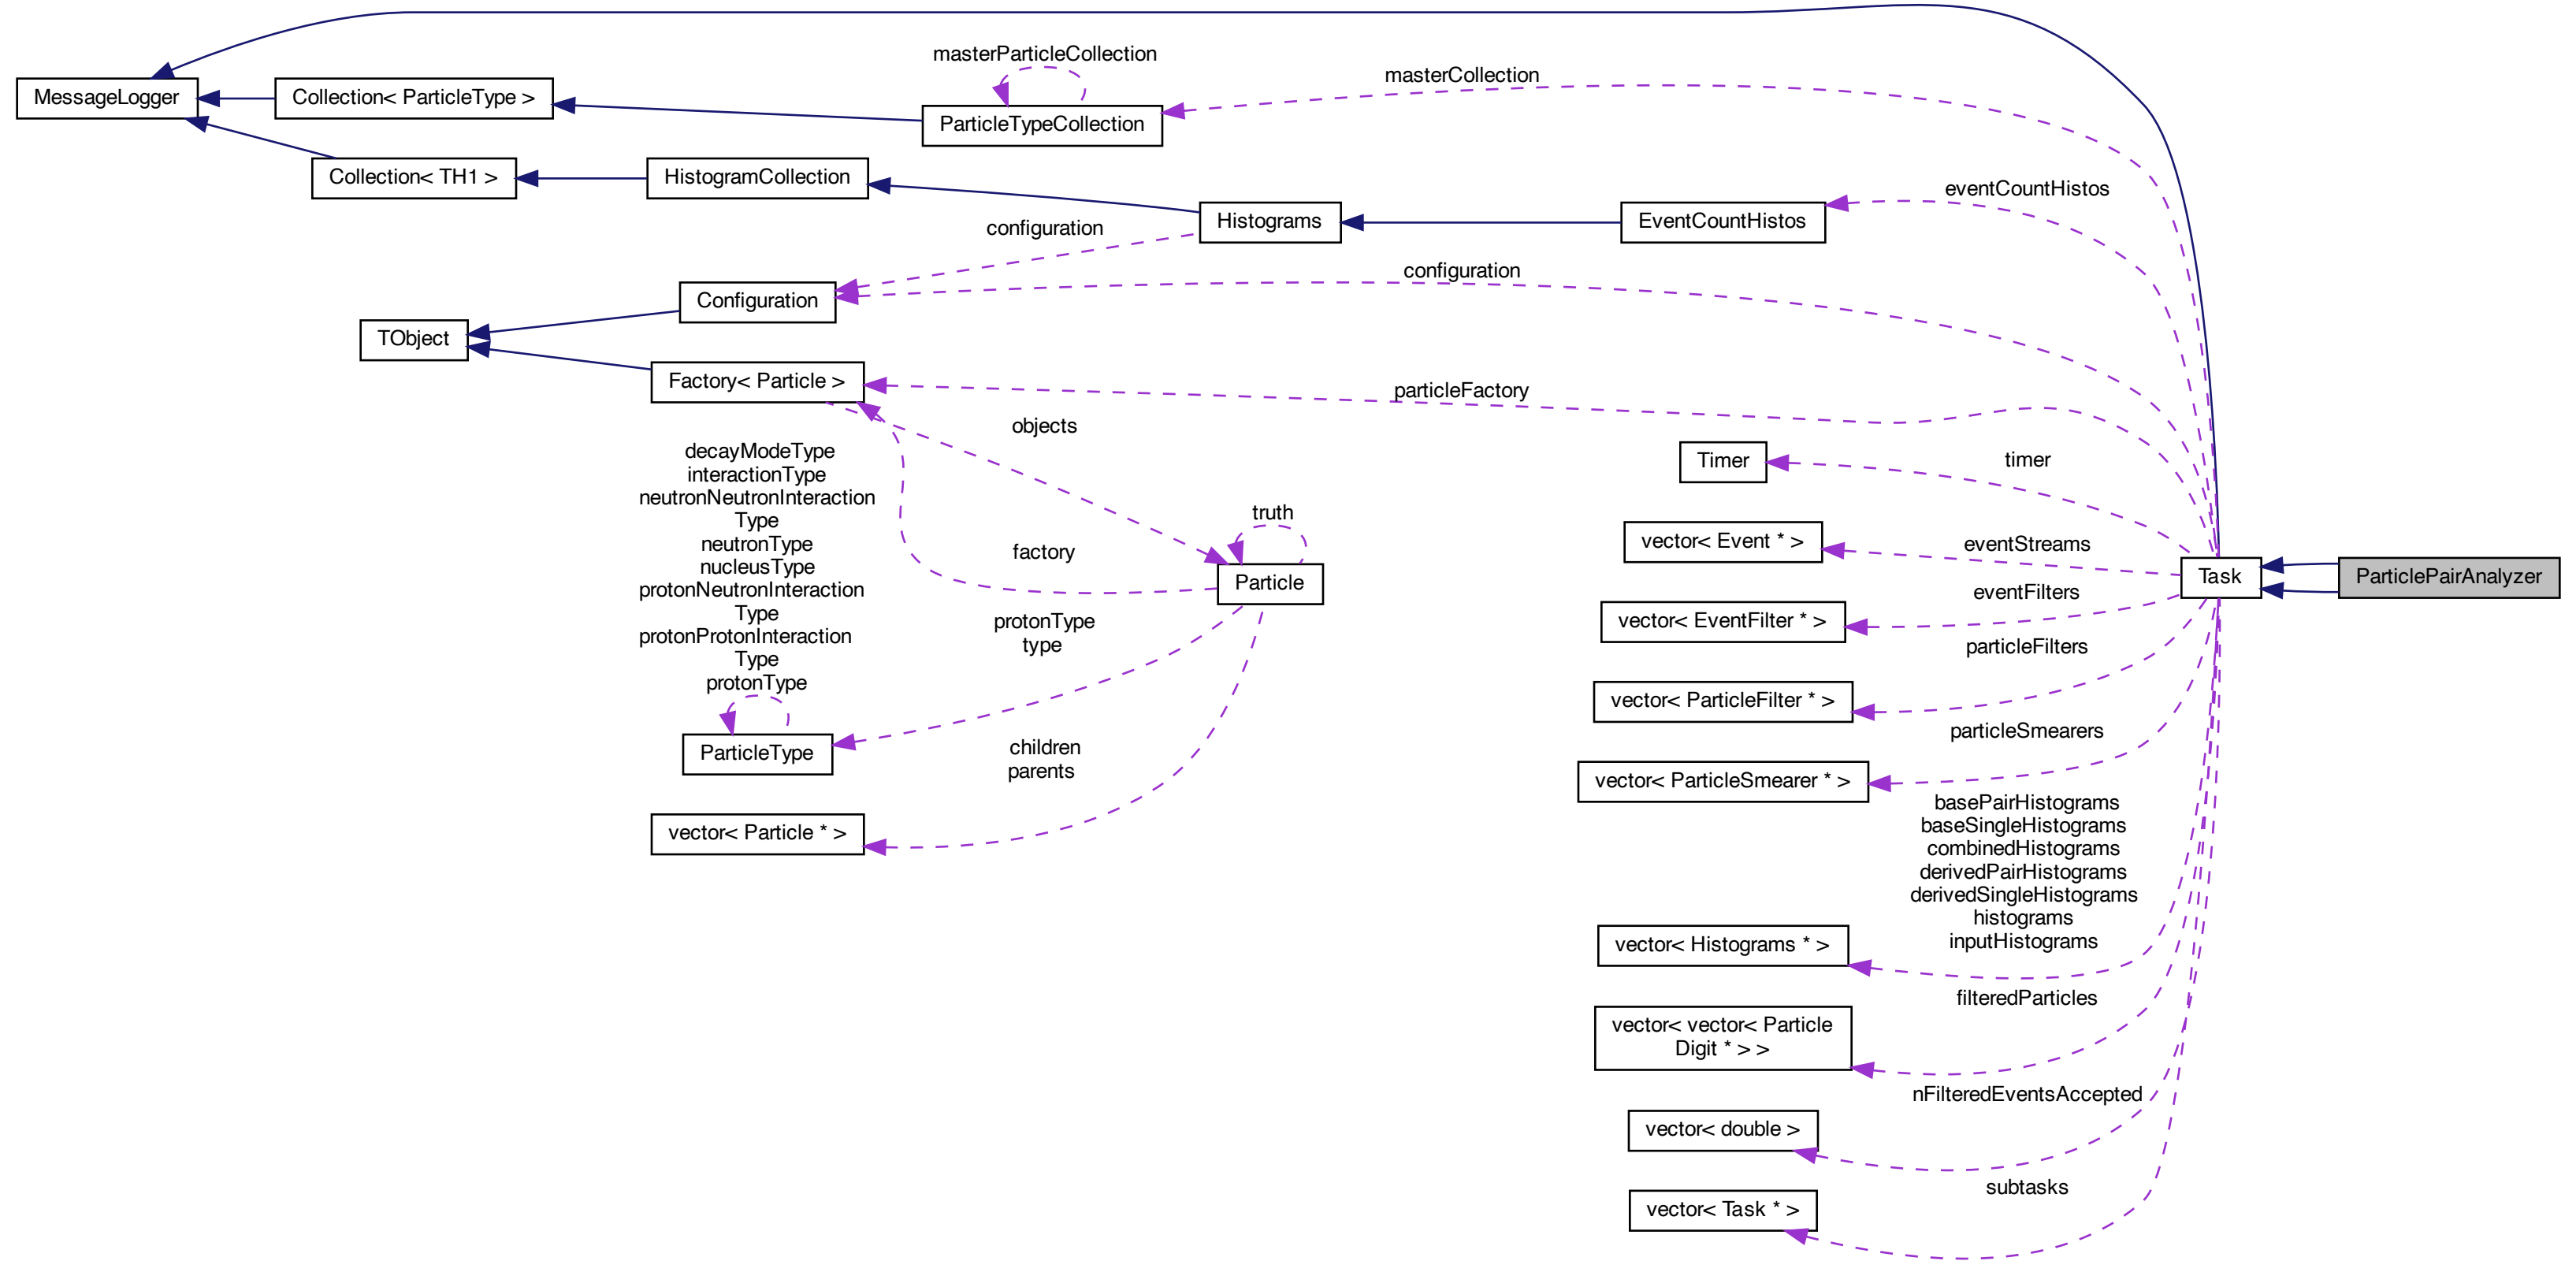 masterParticleCollection
masterCollection
MessageLogger
Collection< ParticleType >
ParticleTypeCollection
Collection< TH1 >
HistogramCollection
eventCountHistos
Histograms
EventCountHistos
configuration
configuration
Configuration
TObject
Factory< Particle >
particleFactory
objects
decayModeType
interactionType
neutronNeutronInteraction
Type
neutronType
nucleusType
protonNeutronInteraction
Type
protonProtonInteraction
Type
protonType
Timer
timer
truth
vector< Event * >
eventStreams
factory
Particle
Task
ParticlePairAnalyzer
eventFilters
vector< EventFilter * >
protonType
type
particleFilters
vector< ParticleFilter * >
particleSmearers
ParticleType
children
parents
vector< ParticleSmearer * >
vector< Particle * >
basePairHistograms
baseSingleHistograms
combinedHistograms
derivedPairHistograms
derivedSingleHistograms
histograms
inputHistograms
vector< Histograms * >
filteredParticles
vector< vector< Particle
Digit * > >
nFilteredEventsAccepted
vector< double >
subtasks
vector< Task * >